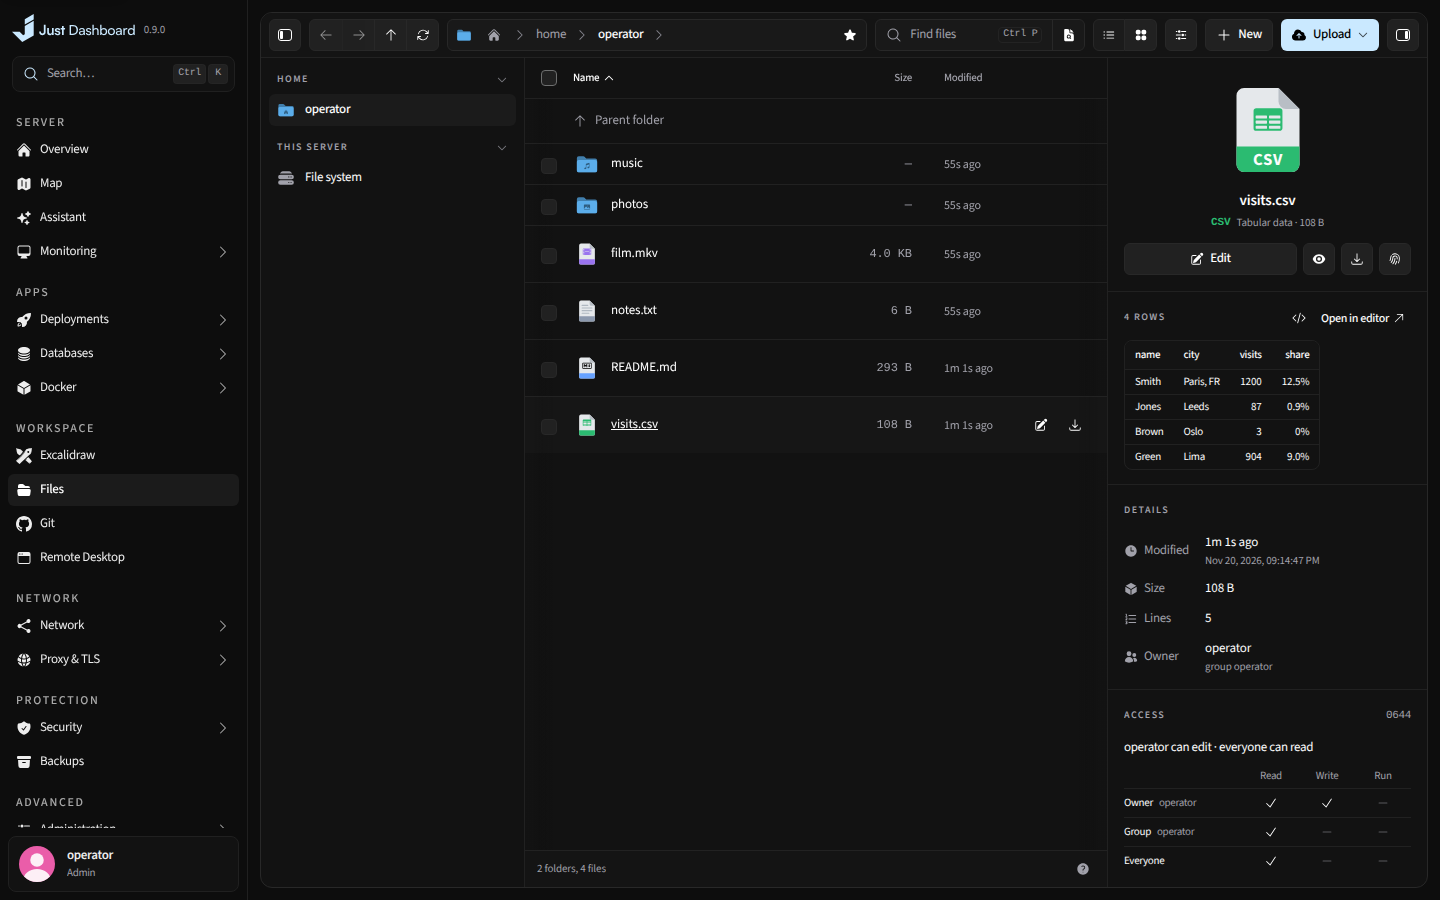 Just Dashboard 0.9.0
Search… Ctrl K
SERVER
Overview
Map
Assistant
Monitoring
APPS
Deployments
Databases
Docker
WORKSPACE
Excalidraw
Files
Git
Remote Desktop
NETWORK
Network
Proxy & TLS
PROTECTION
Security
Backups
ADVANCED
Administration
operator
Admin
home operator
Find files Ctrl P
New
Upload
HOME
operator
THIS SERVER
File system
Name Size Modified
Parent folder
music – 55s ago
photos – 55s ago
film.mkv 4.0 KB 55s ago
notes.txt 6 B 55s ago
README.md 293 B 1m 1s ago
visits.csv 108 B 1m 1s ago
2 folders, 4 files
CSV
visits.csv
CSV Tabular data · 108 B
Edit
4 ROWS Open in editor
name city visits share
Smith Paris, FR 1200 12.5%
Jones Leeds 87 0.9%
Brown Oslo 3 0%
Green Lima 904 9.0%
DETAILS
Modified 1m 1s ago
Nov 20, 2026, 09:14:47 PM
Size 108 B
Lines 5
Owner operator
group operator
ACCESS 0644
operator can edit · everyone can read
Read Write Run
Owner operator –
Group operator – –
Everyone – –